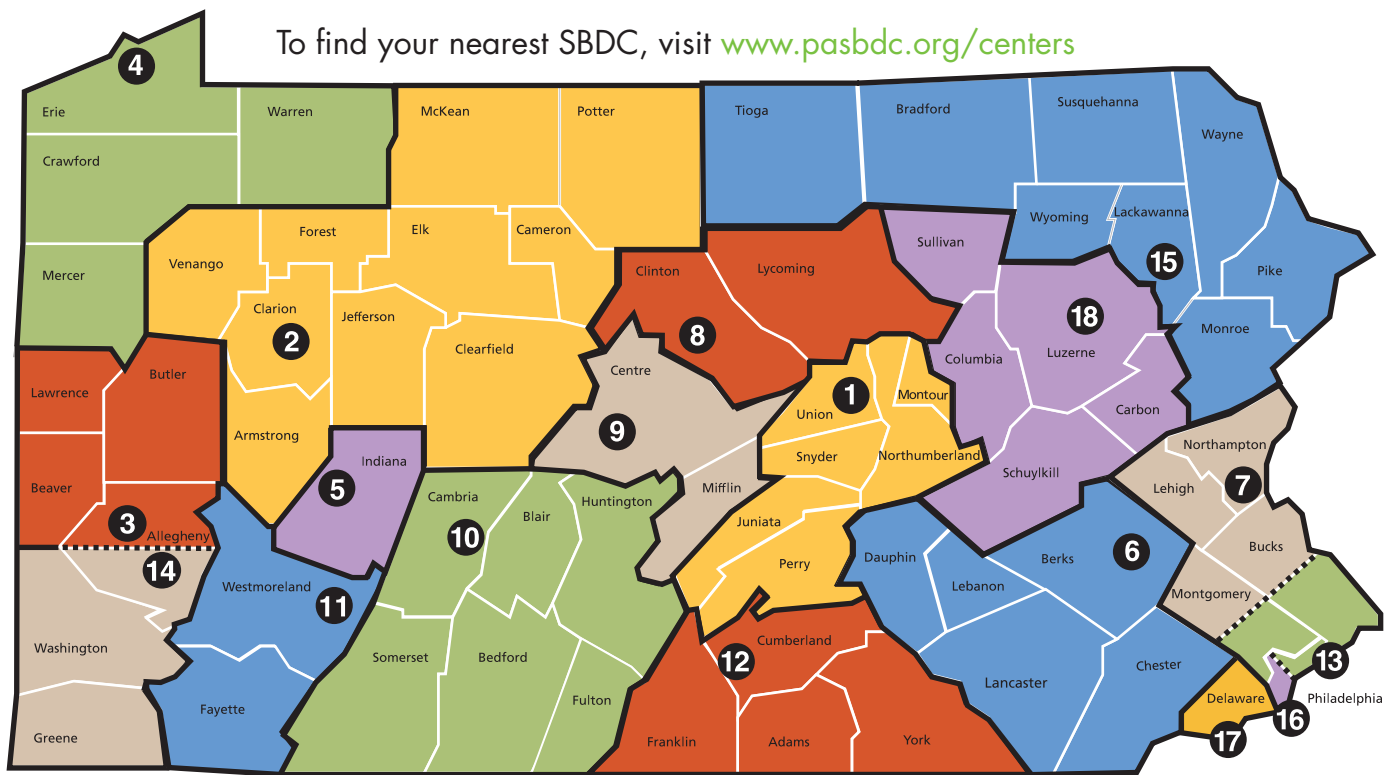 To find your nearest SBDC, visit www.pasbdc.org/centers
4
Erie
Warren
McKean
Potter
Tioga
Bradford
Susquehanna
Wayne
Crawford
Mercer
Venango
Forest
Elk
Cameron
Clarion
2
Jefferson
Clearfield
Armstrong
Clinton
Lycoming
8
Sullivan
Wyoming
Lackawanna
15
Pike
Monroe
18
Luzerne
Columbia
Carbon
Schuylkill
Lawrence
Butler
Beaver
3
Allegheny
14
Washington
Greene
5
Indiana
Westmoreland
11
Fayette
Centre
9
Mifflin
Union
1
Montour
Snyder
Northumberland
Juniata
Perry
Cambria
10
Blair
Huntington
Somerset
Bedford
Fulton
12
Cumberland
Franklin
Adams
York
Dauphin
Lebanon
Berks
6
Lancaster
Chester
Northampton
Lehigh
7
Bucks
Montgomery
13
Delaware
17
16
Philadelphia